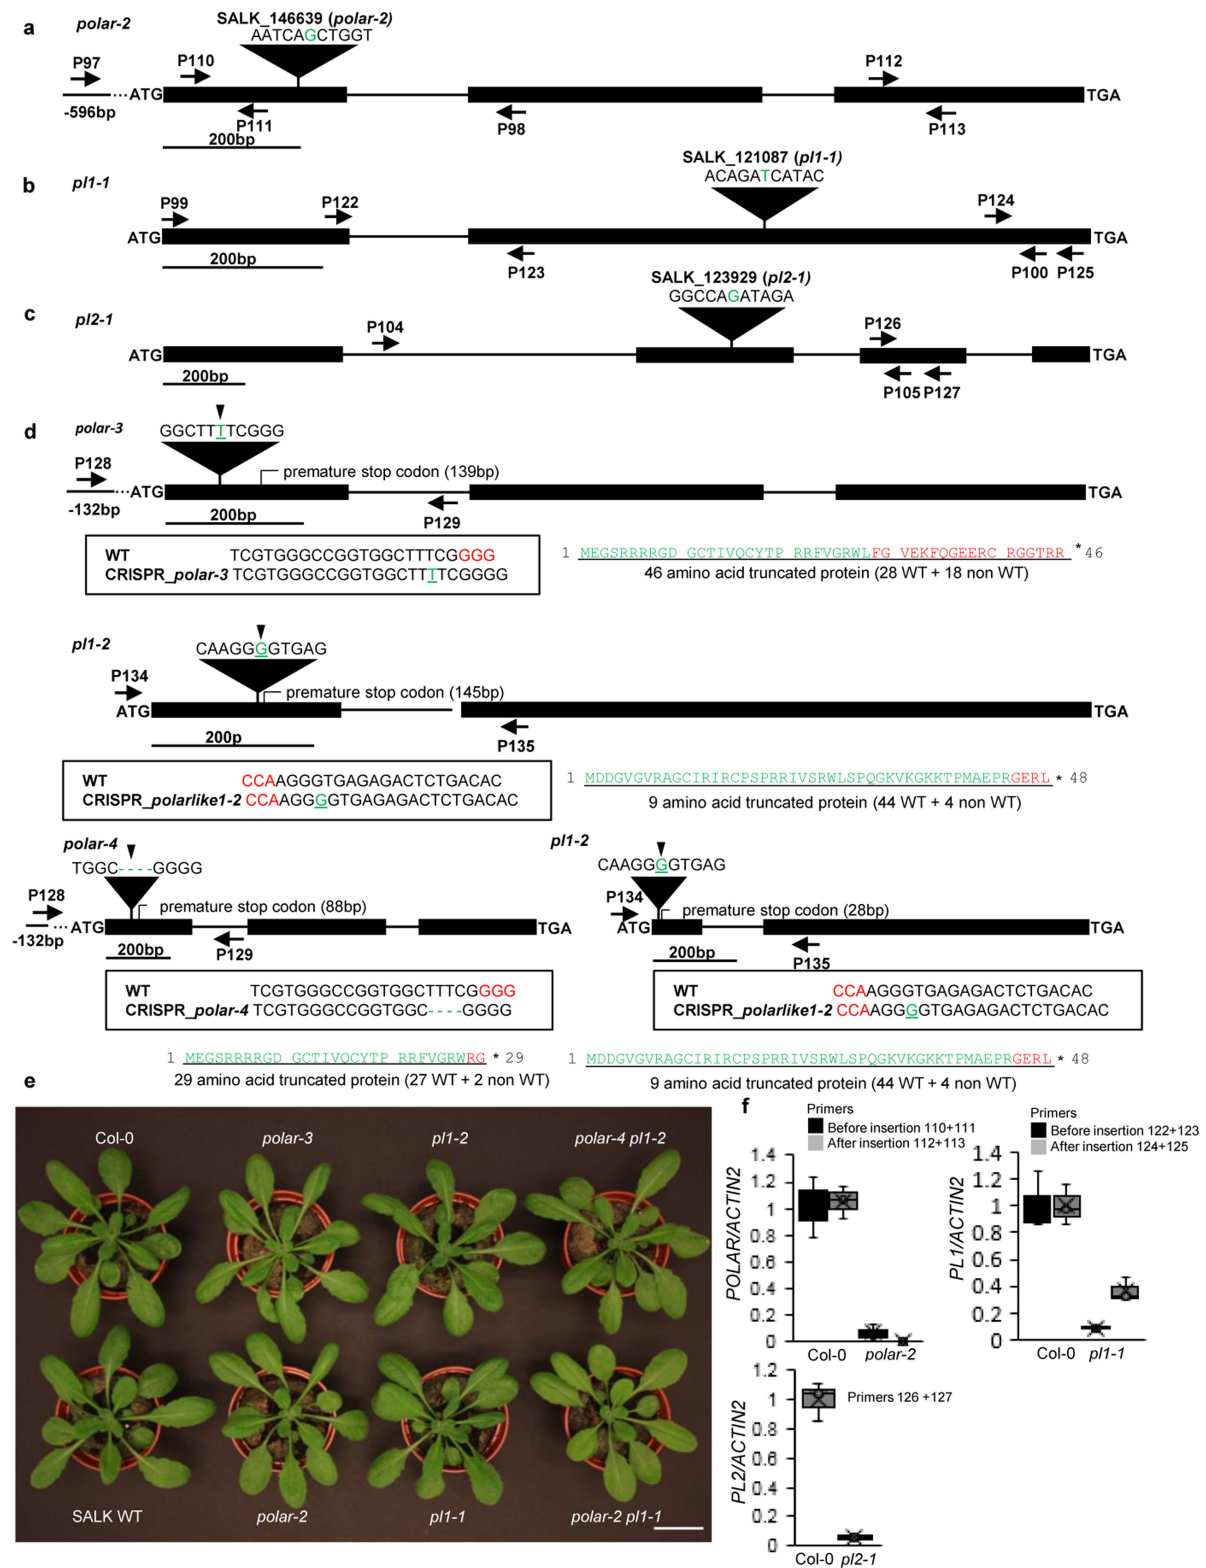 a
polar-2
SALK_146639 (polar-2)
AATCAGCTGGT
P97
P110
P112
-596bp
ATG
TGA
P111
P98
P113
200bp
SALK_121087 (pl1-1)
b
pl1-1
ACAGATCATAC
P99
P122
P124
ATG
TGA
200bp
P123
P100
P125
SALK_123929 (pl2-1)
GGCCAGATAGA
c
pl2-1
P104
P126
ATG
TGA
200bp
P105
P127
d
polar-3
GGCTTTTCGGG
P128
premature stop codon (139bp)
ATG
TGA
-132bp
200bp
P129
WT TCGTGGGCCGGTGGCTTTCGGGG
CRISPR_polar-3 TCGTGGGCCGGTGGCTTTTCGGGG
1 MEGSRRRRGD GCTIVQCYTP RRFVGRWLFG VEKFQGEERC RGGTRR * 46
46 amino acid truncated protein (28 WT + 18 non WT)
pl1-2
CAAGGGGTGAG
P134
premature stop codon (145bp)
ATG
TGA
200p
P135
WT CCAAGGGTGAGAGACTCTGACAC
CRISPR_polarlike1-2 CCAAGGGGTGAGAGACTCTGACAC
1 MDDGVGVRAGCIRIRCPSPRRIVSRWLSPQGKVKGKKTPMAEPRGERL * 48
9 amino acid truncated protein (44 WT + 4 non WT)
polar-4
TGGC----GGGG
P128
premature stop codon (88bp)
-132bp
ATG
TGA
200bp
P129
WT TCGTGGGCCGGTGGCTTTCGGGG
CRISPR_polar-4 TCGTGGGCCGGTGGC----GGGG
1 MEGSRRRRGD GCTIVQCYTP RRFVGRWRG * 29
29 amino acid truncated protein (27 WT + 2 non WT)
pl1-2
CAAGGGGTGAG
P134
premature stop codon (28bp)
ATG
TGA
200bp
P135
WT CCAAGGGTGAGAGACTCTGACAC
CRISPR_polarlike1-2 CCAAGGGGTGAGAGACTCTGACAC
1 MDDGVGVRAGCIRIRCPSPRRIVSRWLSPQGKVKGKKTPMAEPRGERL * 48
9 amino acid truncated protein (44 WT + 4 non WT)
e
Col-0
polar-3
pl1-2
polar-4 pl1-2
SALK WT
polar-2
pl1-1
polar-2 pl1-1
f
Primers
Before insertion 110+111
After insertion 112+113
POLAR/ACTIN2
1.4
1.2
1
0.8
0.6
0.4
0.2
0
Col-0 polar-2
Primers
Before insertion 122+123
After insertion 124+125
PL1/ACTIN2
1.4
1.2
1
0.8
0.6
0.4
0.2
0
Col-0 pl1-1
PL2/ACTIN2
1.2
1
0.8
0.6
0.4
0.2
0
Primers 126 +127
Col-0 pl2-1